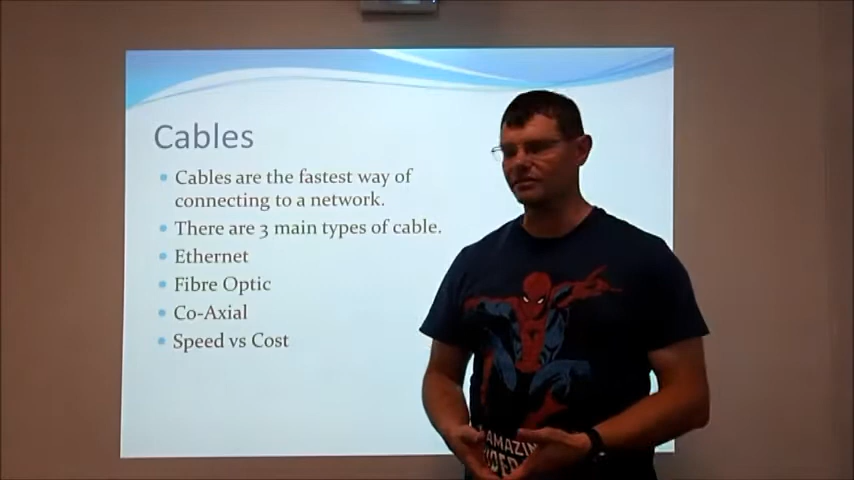 Cables
Cables are the fastest way of
connecting to a network.
There are 3 main types of cable.
Ethernet
Fibre Optic
Co-Axial
Speed vs Cost
AMAZIN